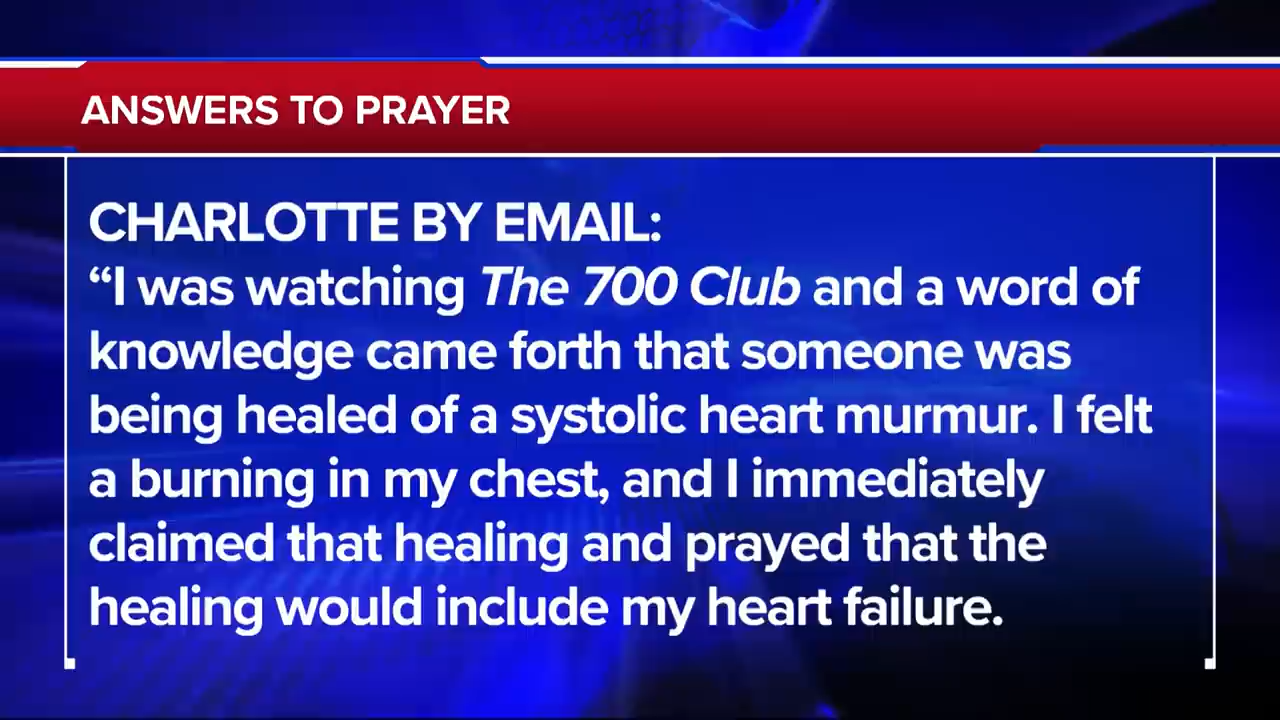 ANSWERS TO PRAYER
CHARLOTTE BY EMAIL:
“I was watching The 700 Club and a word of
knowledge came forth that someone was
being healed of a systolic heart murmur. I felt
a burning in my chest, and I immediately
claimed that healing and prayed that the
healing would include my heart failure.